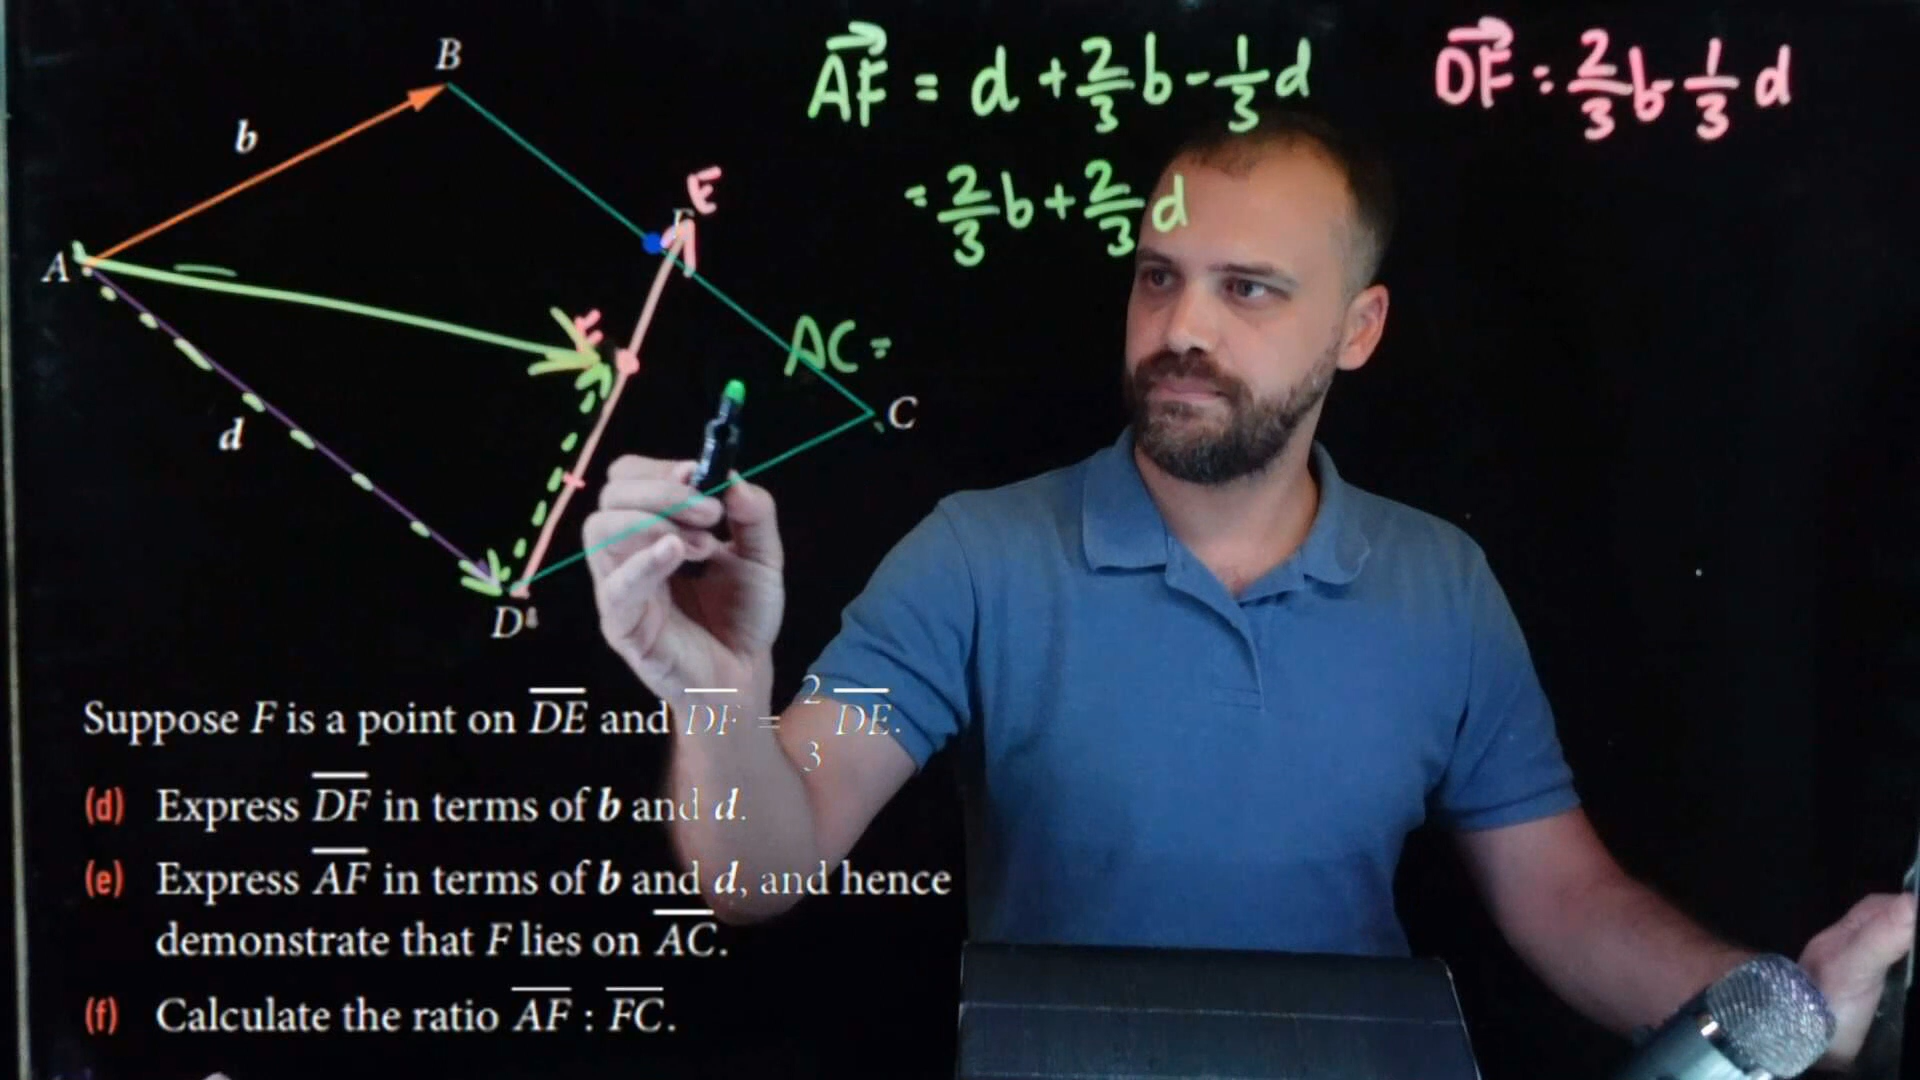 B
b
A
E
F
d
C
D
AF = d + 2/3 b - 1/3 d
= 2/3 b + 2/3 d
DF = 2/3 b 1/3 d
AC =
Suppose F is a point on DE and DF = 2/3 DE.
(d) Express DF in terms of b and d.
(e) Express AF in terms of b and d, and hence
demonstrate that F lies on AC.
(f) Calculate the ratio AF : FC.